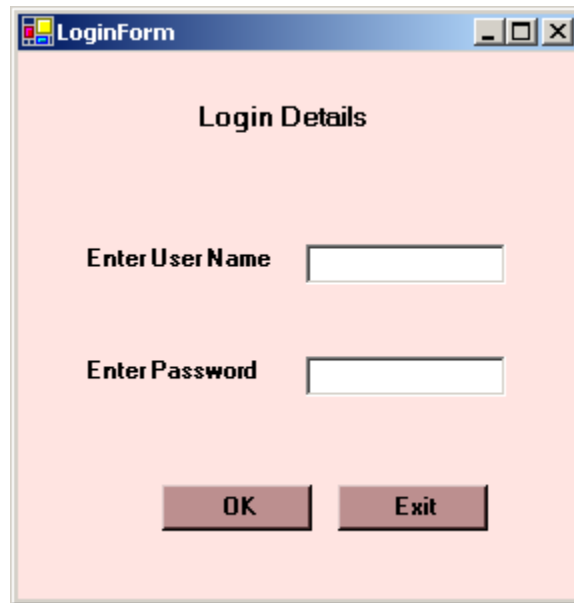 LoginForm
Login Details
Enter User Name
Enter Password
OK Exit